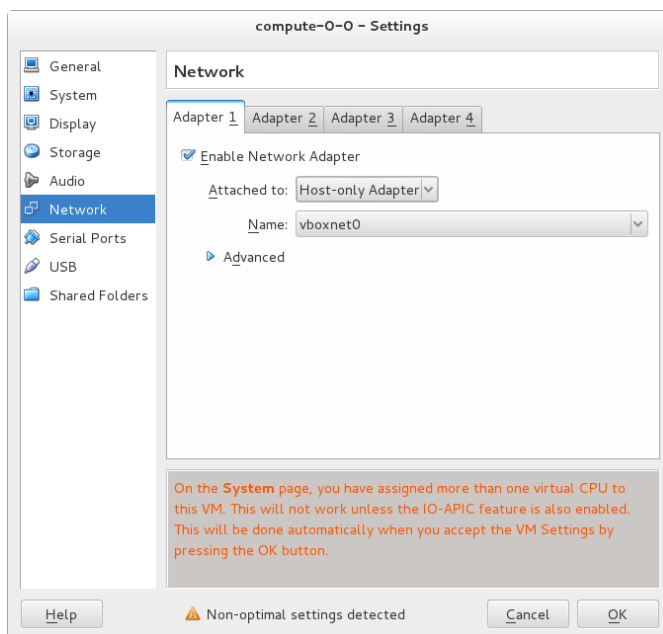 compute-0-0 - Settings
General
System
Display
Storage
Audio
Network
Serial Ports
USB
Shared Folders
Network
Adapter 1
Adapter 2
Adapter 3
Adapter 4
Enable Network Adapter
Attached to: Host-only Adapter
Name: vboxnet0
Advanced
On the System page, you have assigned more than one virtual CPU to
this VM. This will not work unless the IO-APIC feature is also enabled.
This will be done automatically when you accept the VM Settings by
pressing the OK button.
Help
Non-optimal settings detected
Cancel
OK